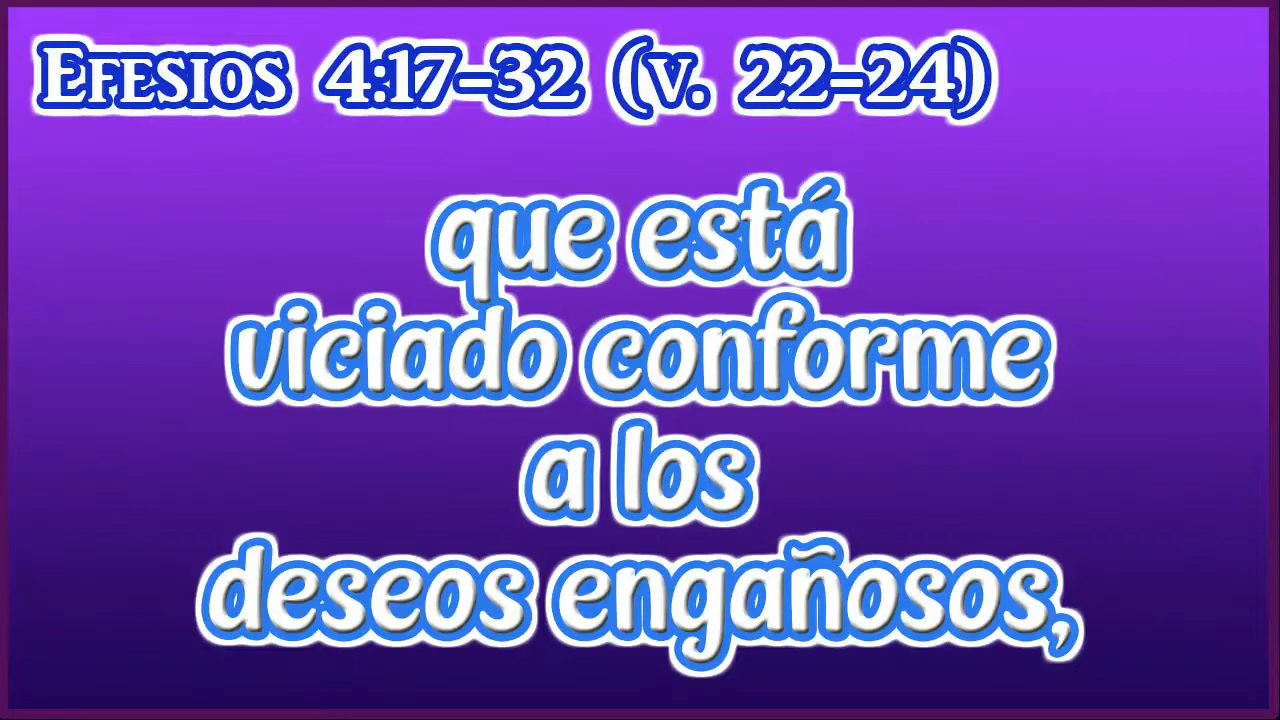 Efesios 4:17-32 (v. 22-24)
que está
viciado conforme
a los
deseos engañosos,